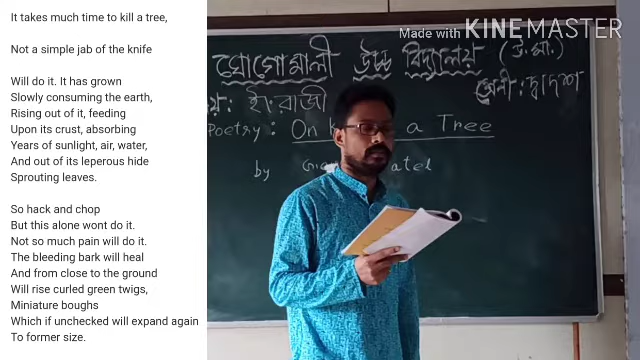 It takes much time to kill a tree,
Not a simple jab of the knife
Will do it. It has grown
Slowly consuming the earth,
Rising out of it, feeding
Upon its crust, absorbing
Years of sunlight, air, water,
And out of its leperous hide
Sprouting leaves.
So hack and chop
But this alone wont do it.
Not so much pain will do it.
The bleeding bark will heal
And from close to the ground
Will rise curled green twigs,
Miniature boughs
Which if unchecked will expand again
To former size.
Made with KINEMASTER
ঘোগোমালী উচ্চ বিদ্যালয় (উ.মা.)
শ্রেণী : দ্বাদশ
ইংরাজী
Poetry : On K a Tree
by Gie atel